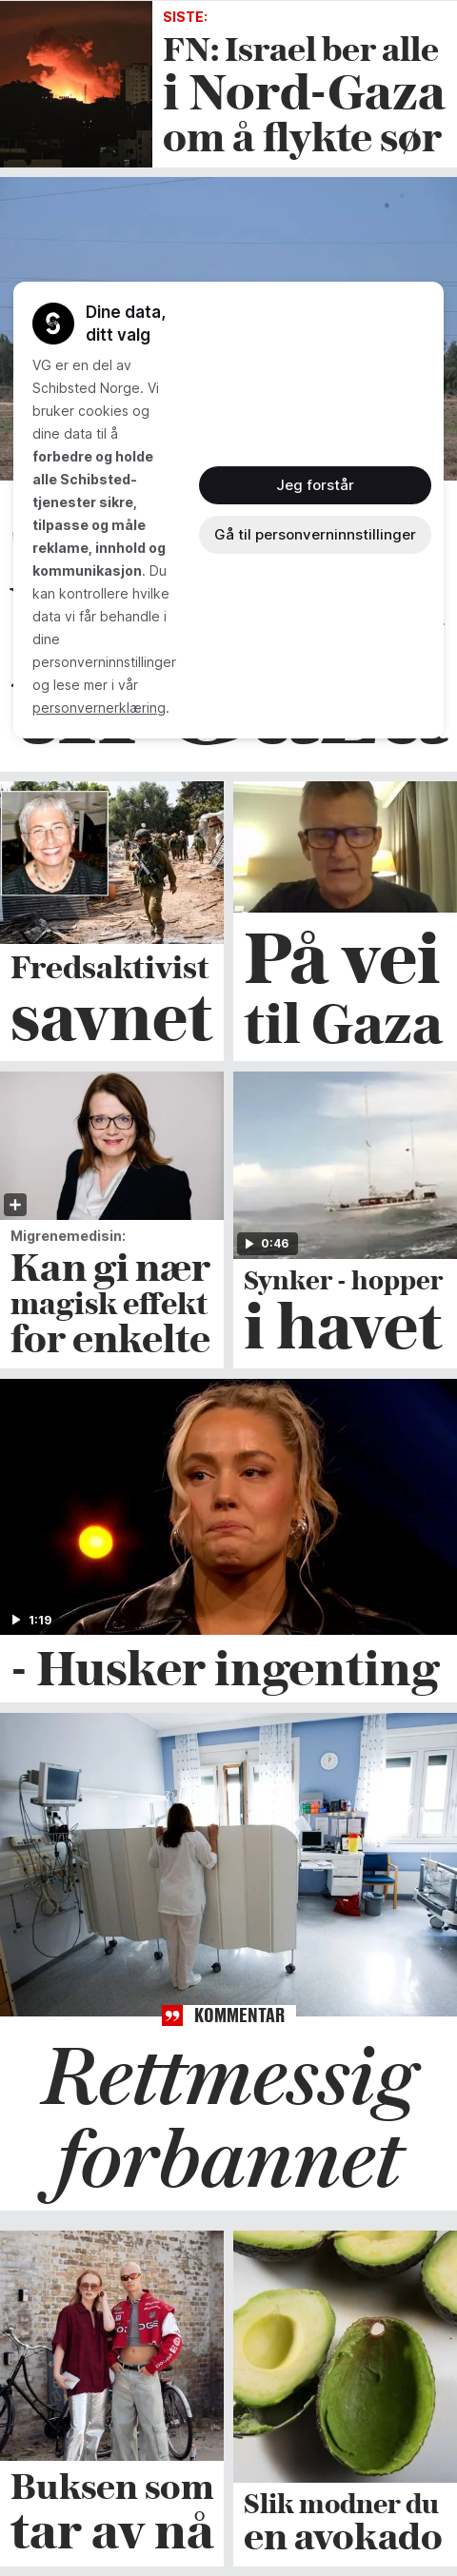 SISTE:
FN: Israel ber alle
i Nord-Gaza
om å flykte sør
Dine data,
ditt valg
VG er en del av
Schibsted Norge. Vi
bruker cookies og
dine data til å
forbedre og holde
alle Schibsted-
tjenester sikre,
tilpasse og måle
reklame, innhold og
kommunikasjon. Du
kan kontrollere hvilke
data vi får behandle i
dine
personverninnstillinger
og lese mer i vår
personvernerklæring.
Jeg forstår
Gå til personverninnstillinger
Fredsaktivist
savnet
På vei
til Gaza
Migrenemedisin:
Kan gi nær
magisk effekt
for enkelte
0:46
Synker - hopper
i havet
1:19
- Husker ingenting
KOMMENTAR
Rettmessig
forbannet
Buksen som
tar av nå
Slik modner du
en avokado